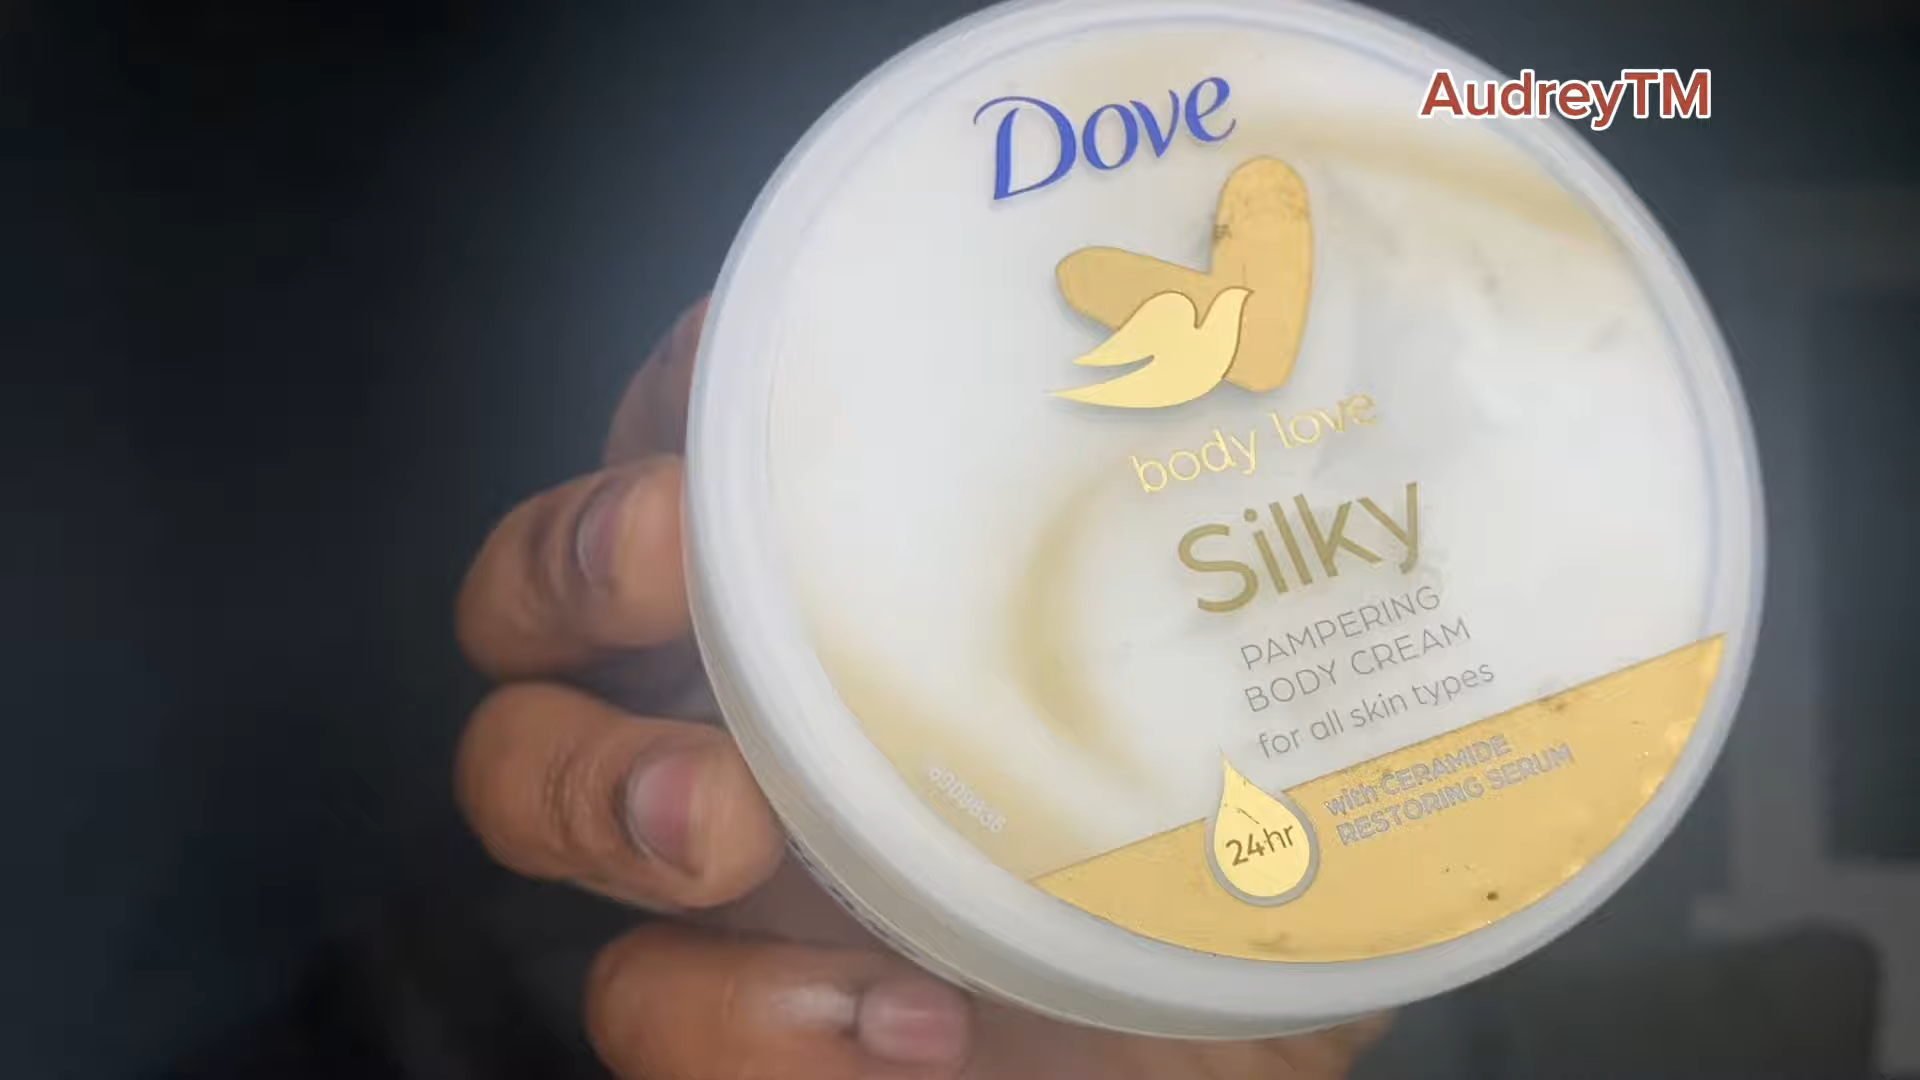 AudreyTM
Dove
body love
Silky
PAMPERING
BODY CREAM
for all skin types
with CERAMIDE
RESTORING SERUM
24hr